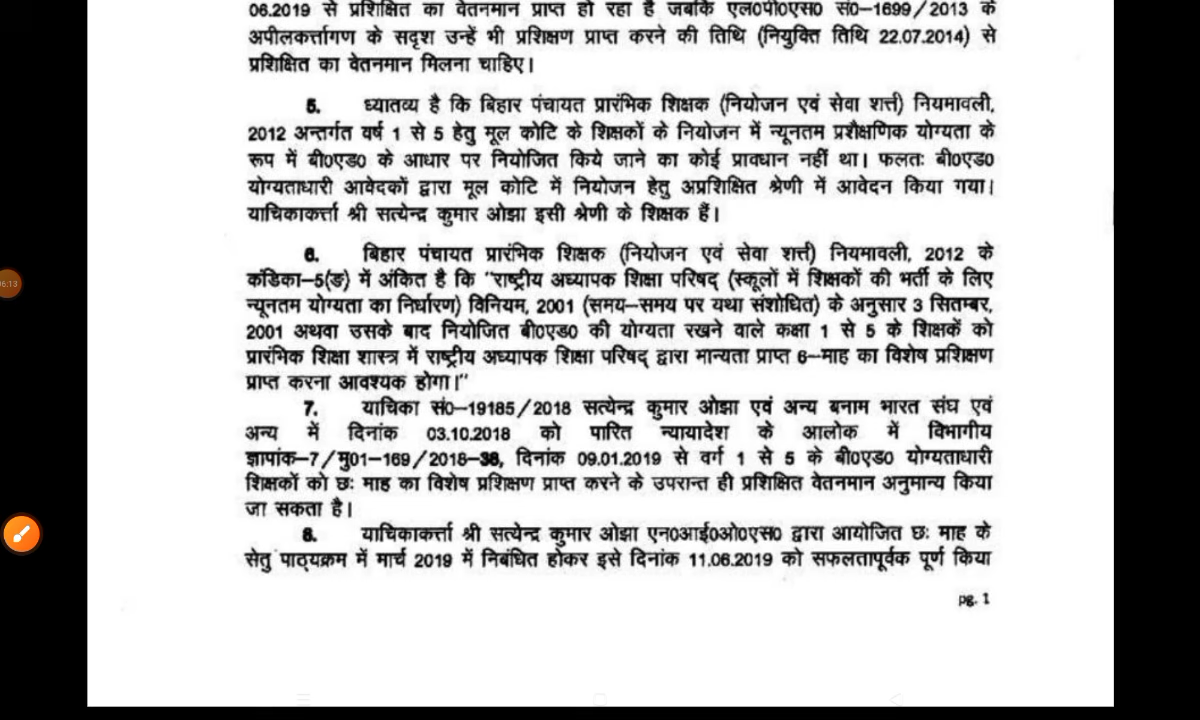 06.2019 से प्रशिक्षित का वेतनमान प्राप्त हो रहा है जबकि एल0पी0एस0 सं0-1699/2013 के
अपीलकर्त्तागण के सदृश उन्हें भी प्रशिक्षण प्राप्त करने की तिथि (नियुक्ति तिथि 22.07.2014) से
प्रशिक्षित का वेतनमान मिलना चाहिए।
5. ध्यातव्य है कि बिहार पंचायत प्रारंभिक शिक्षक (नियोजन एवं सेवा शर्त्त) नियमावली,
2012 अन्तर्गत वर्ष 1 से 5 हेतु मूल कोटि के शिक्षकों के नियोजन में न्यूनतम प्रशैक्षणिक योग्यता के
रूप में बी0एड0 के आधार पर नियोजित किये जाने का कोई प्रावधान नहीं था। फलतः बी0एड0
योग्यताधारी आवेदकों द्वारा मूल कोटि में नियोजन हेतु अप्रशिक्षित श्रेणी में आवेदन किया गया।
याचिकाकर्त्ता श्री सत्येन्द्र कुमार ओझा इसी श्रेणी के शिक्षक हैं।
6. बिहार पंचायत प्रारंभिक शिक्षक (नियोजन एवं सेवा शर्त्त) नियमावली, 2012 के
कंडिका-5(ङ) में अंकित है कि "राष्ट्रीय अध्यापक शिक्षा परिषद् (स्कूलों में शिक्षकों की भर्ती के लिए
न्यूनतम योग्यता का निर्धारण) विनियम, 2001 (समय-समय पर यथा संशोधित) के अनुसार 3 सितम्बर,
2001 अथवा उसके बाद नियोजित बी0एड0 की योग्यता रखने वाले कक्षा 1 से 5 के शिक्षकों को
प्रारंभिक शिक्षा शास्त्र में राष्ट्रीय अध्यापक शिक्षा परिषद् द्वारा मान्यता प्राप्त 6-माह का विशेष प्रशिक्षण
प्राप्त करना आवश्यक होगा।"
7. याचिका सं0-19185/2018 सत्येन्द्र कुमार ओझा एवं अन्य बनाम भारत संघ एवं
अन्य में दिनांक 03.10.2018 को पारित न्यायादेश के आलोक में विभागीय
ज्ञापांक-7/मु01-169/2018-38, दिनांक 09.01.2019 से वर्ग 1 से 5 के बी0एड0 योग्यताधारी
शिक्षकों को छः माह का विशेष प्रशिक्षण प्राप्त करने के उपरान्त ही प्रशिक्षित वेतनमान अनुमान्य किया
जा सकता है।
8. याचिकाकर्त्ता श्री सत्येन्द्र कुमार ओझा एन0आई0ओ0एस0 द्वारा आयोजित छः माह के
सेतु पाठ्यक्रम में मार्च 2019 में निबंधित होकर इसे दिनांक 11.06.2019 को सफलतापूर्वक पूर्ण किया
pg. 1